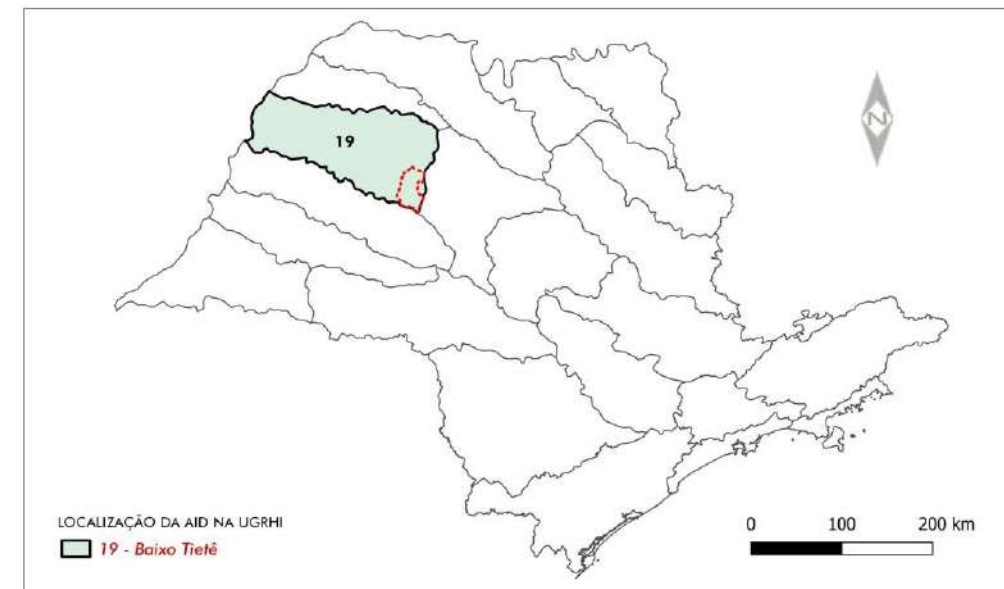 19
N
LOCALIZAÇÃO DA AID NA UGRHI
19 - Baixo Tietê
0 100 200 km